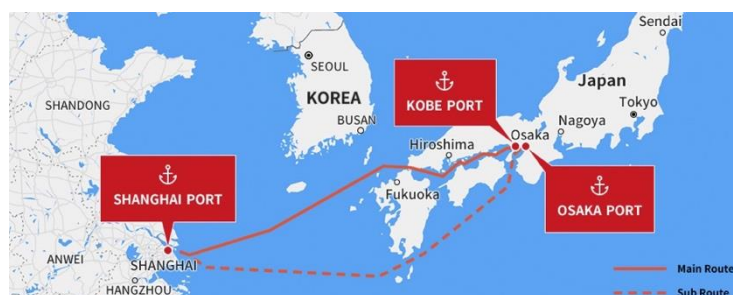 Sendai
SEOUL
KOREA
SHANDONG
BUSAN
KOBE PORT
Japan
Tokyo
Nagoya
Osaka
Hiroshima
Fukuoka
SHANGHAI PORT
OSAKA PORT
ANWEI
SHANGHAI
HANGZHOU
Main Route
Sub Route